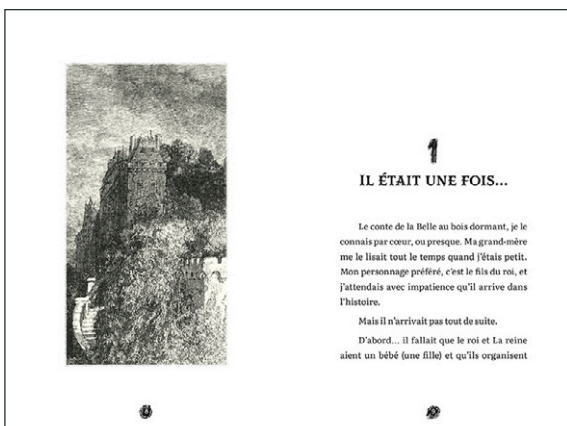 1
IL ÉTAIT UNE FOIS...
Le conte de la Belle au bois dormant, je le
connais par cœur, ou presque. Ma grand-mère
me le lisait tout le temps quand j'étais petit.
Mon personnage préféré, c'est le fils du roi, et
j'attendais avec impatience qu'il arrive dans
l'histoire.
Mais il n'arrivait pas tout de suite.
D'abord... il fallait que le roi et La reine
aient un bébé (une fille) et qu'ils organisent